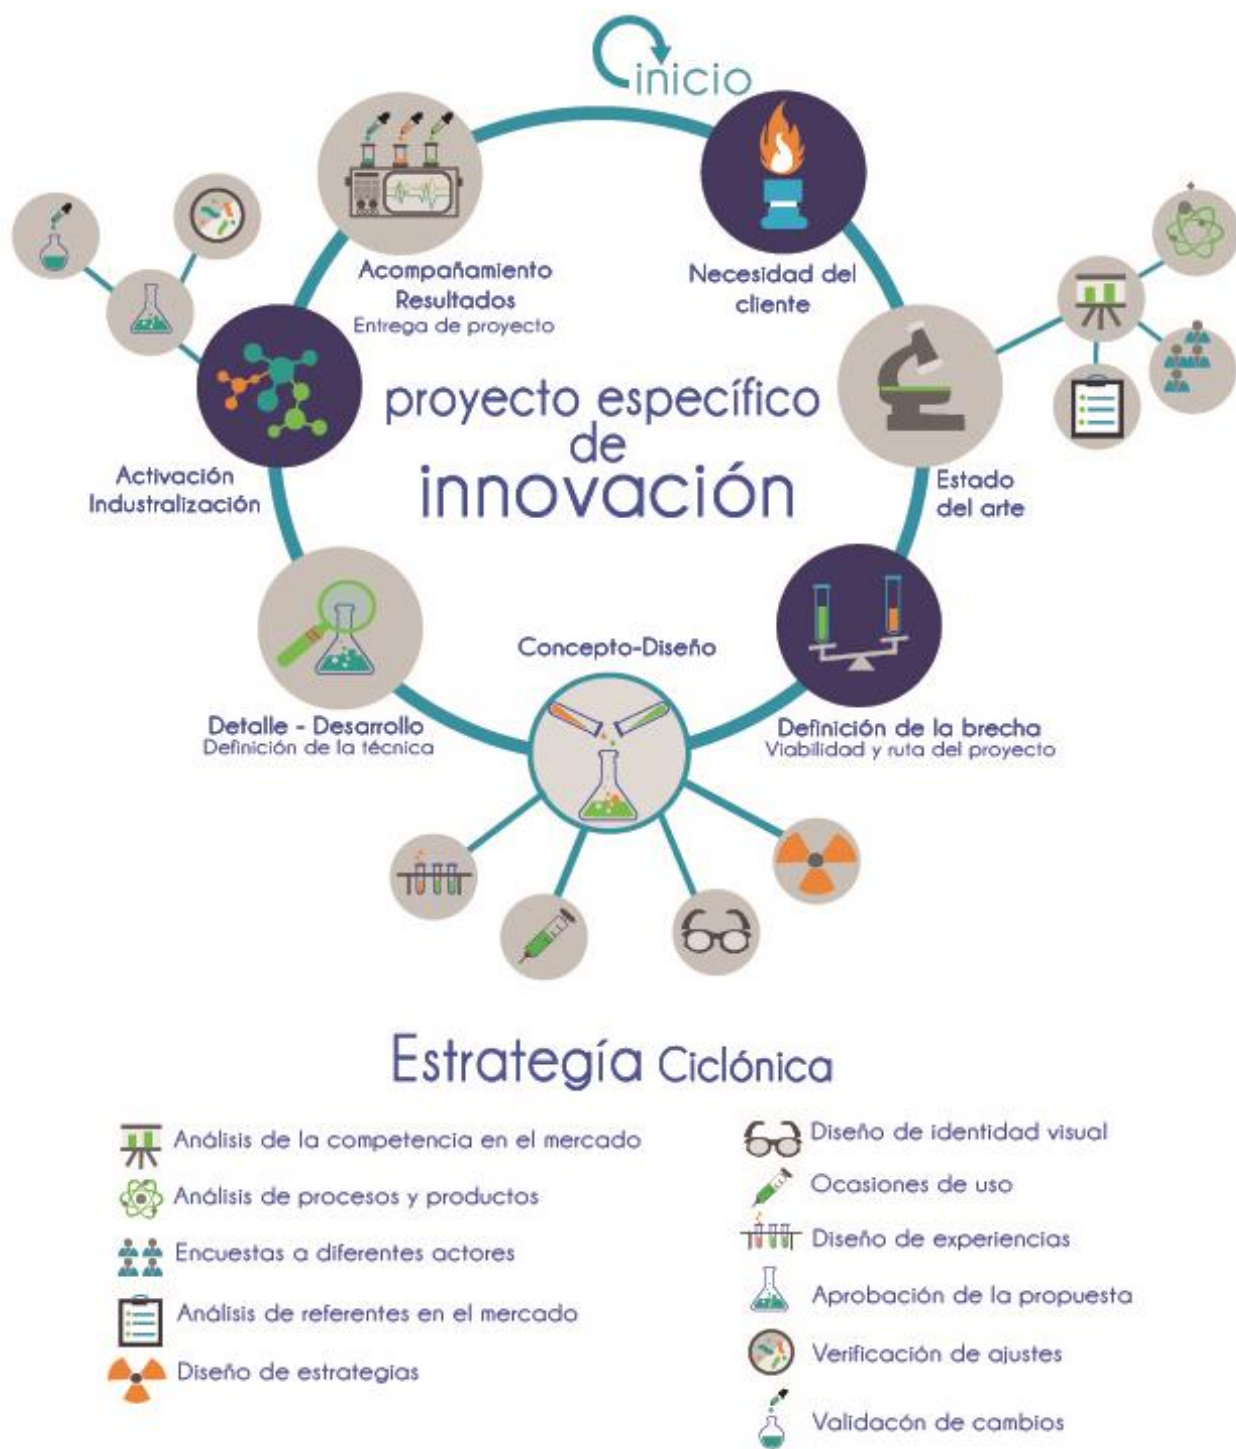 inicio
Necesidad del
cliente
Estado
del arte
Definición de la brecha
Viabilidad y ruta del proyecto
Concepto-Diseño
Detalle - Desarrollo
Definición de la técnica
Activación
Industralización
Acompañamiento
Resultados
Entrega de proyecto
proyecto específico
de
innovación
Estrategía Ciclónica
Análisis de la competencia en el mercado
Análisis de procesos y productos
Encuestas a diferentes actores
Análisis de referentes en el mercado
Diseño de estrategias
Diseño de identidad visual
Ocasiones de uso
Diseño de experiencias
Aprobación de la propuesta
Verificación de ajustes
Validacón de cambios